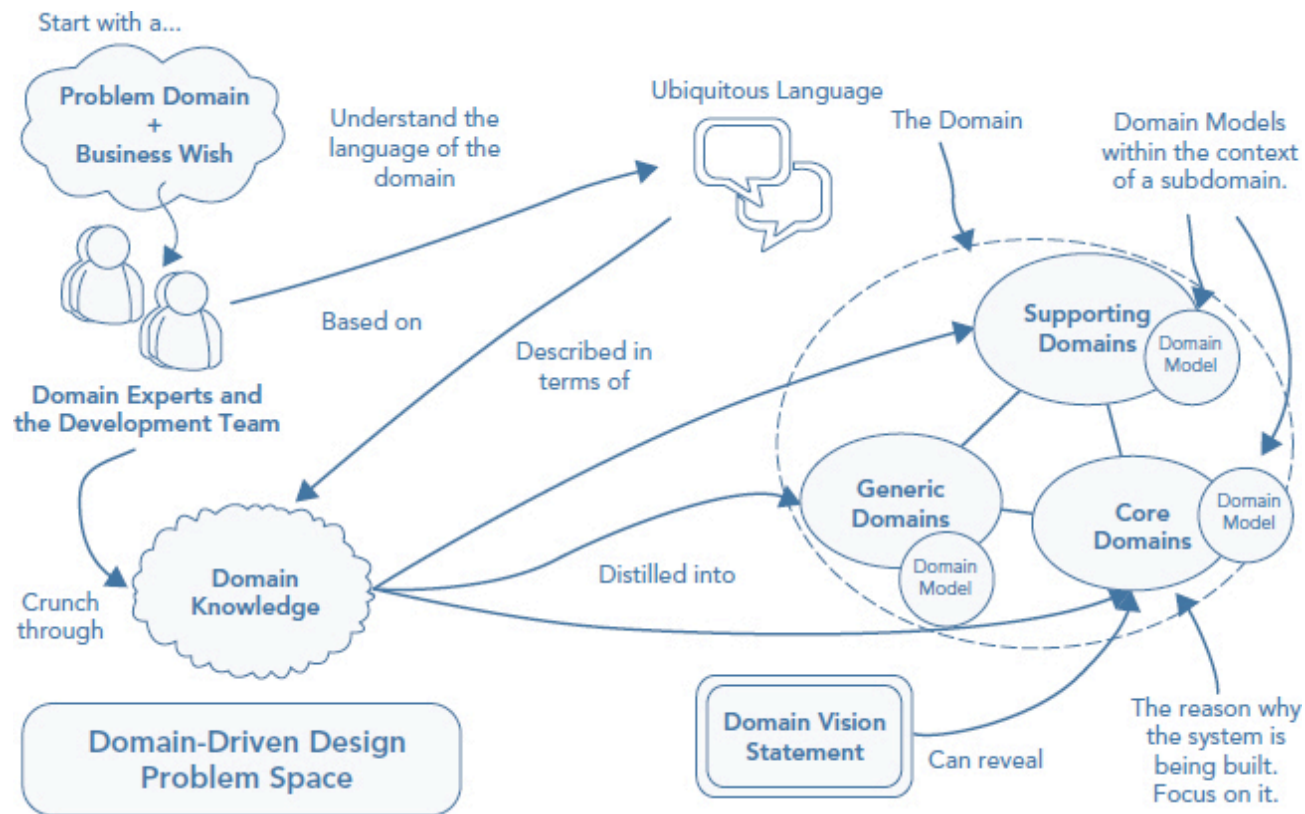 Start with a...
Problem Domain
+
Business Wish
Understand the
language of the
domain
Ubiquitous Language
The Domain
Domain Models
within the context
of a subdomain.
Based on
Described in
terms of
Domain Experts and
the Development Team
Supporting
Domains
Domain
Model
Generic
Domains
Domain
Model
Core
Domains
Domain
Model
Crunch
through
Domain
Knowledge
Distilled into
Domain-Driven Design
Problem Space
Domain Vision
Statement
Can reveal
The reason why
the system is
being built.
Focus on it.